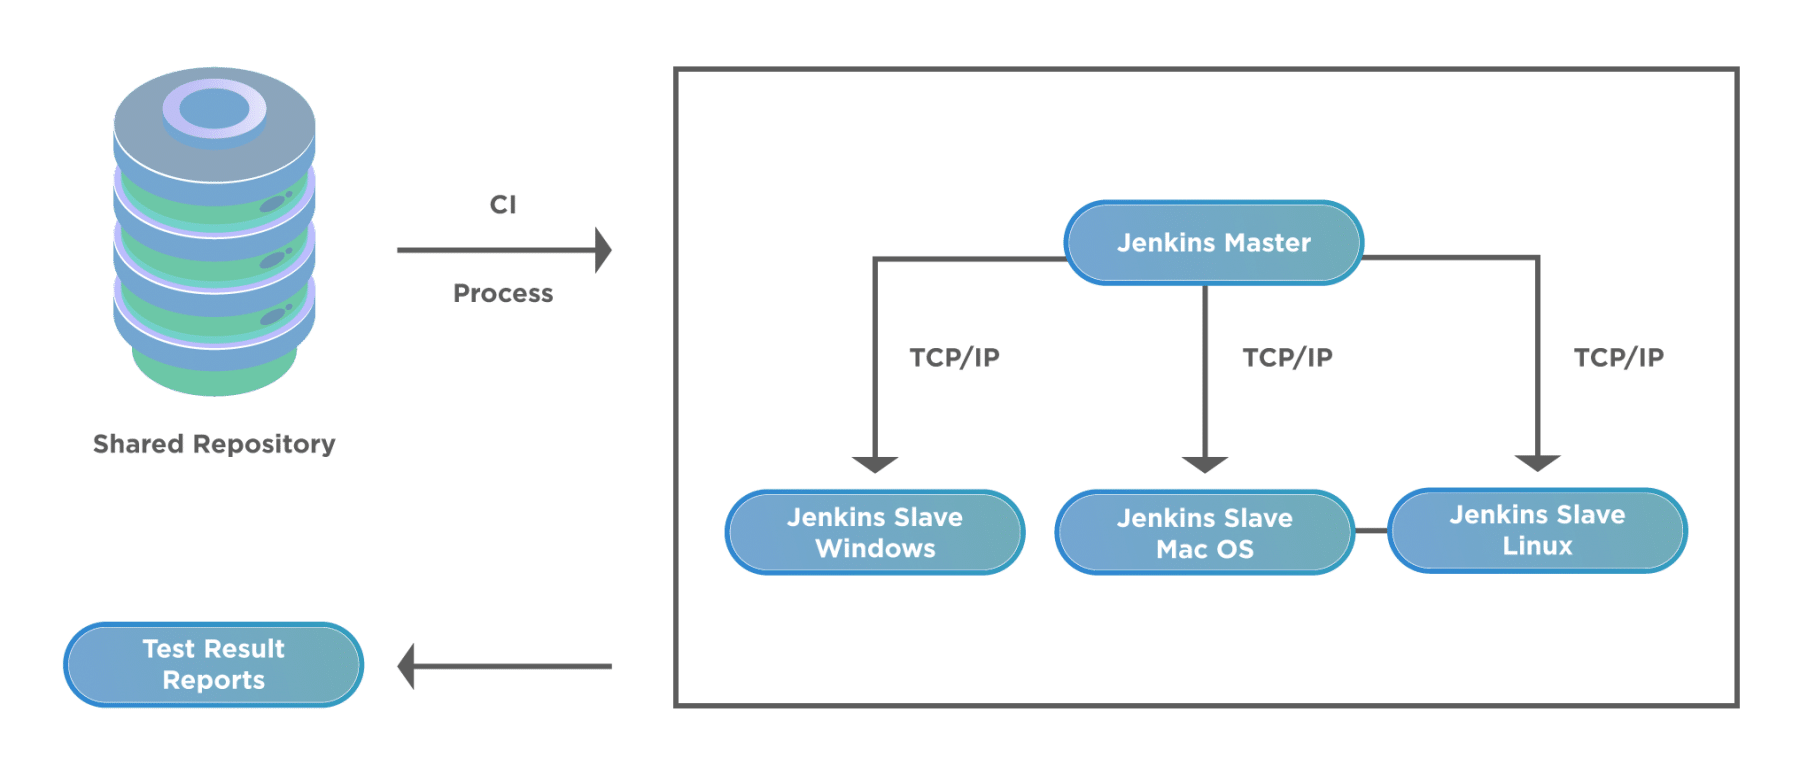 Shared Repository
CI
Process
Jenkins Master
TCP/IP
TCP/IP
TCP/IP
Jenkins Slave
Windows
Jenkins Slave
Mac OS
Jenkins Slave
Linux
Test Result
Reports